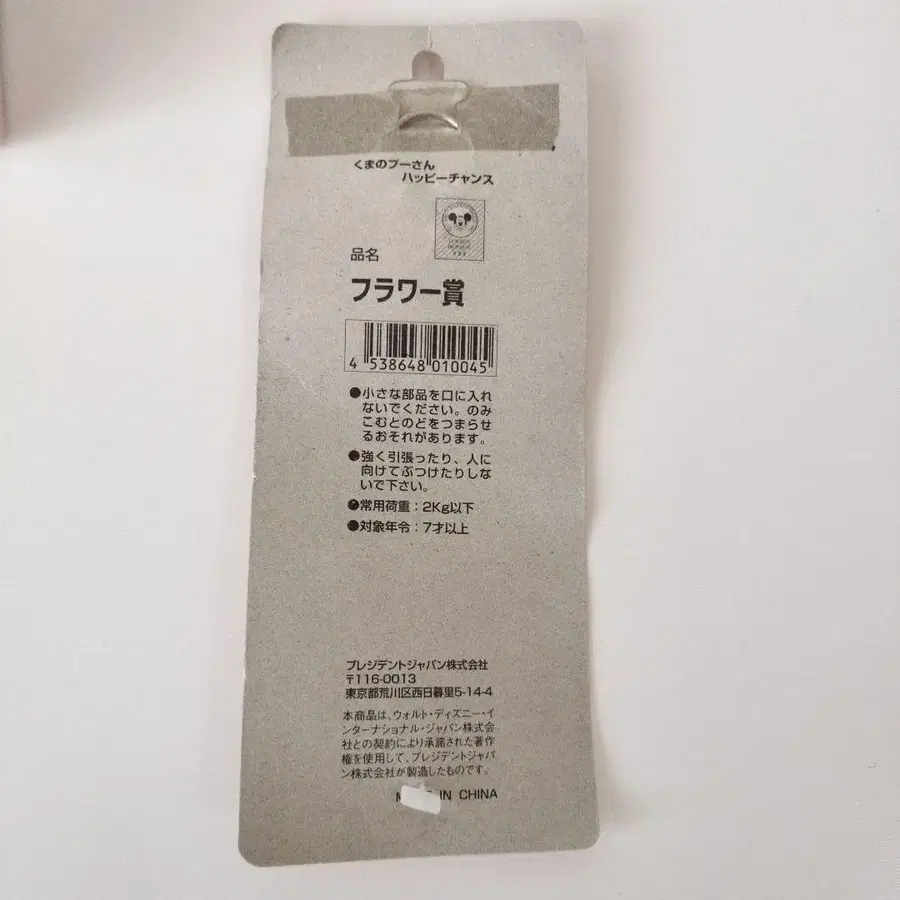 くまのプーさん
ハッピーチャンス
品名
フラワー賞
4 538648 010045
●小さな部品を口に入れ
ないでください。のみ
こむとのどをつまらせ
るおそれがあります。
●強く引張ったり、人に
向けてぶつけたりしな
いで下さい。
●常用荷重：2Kg以下
●対象年令：7才以上
プレジデントジャパン株式会社
〒116-0013
東京都荒川区西日暮里5-14-4
本商品は、ウォルト・ディズニー・イ
ンターナショナル・ジャパン株式会
社との契約により承諾された著作
権を使用して、プレジデントジャパ
ン株式会社が製造したものです。
IN CHINA